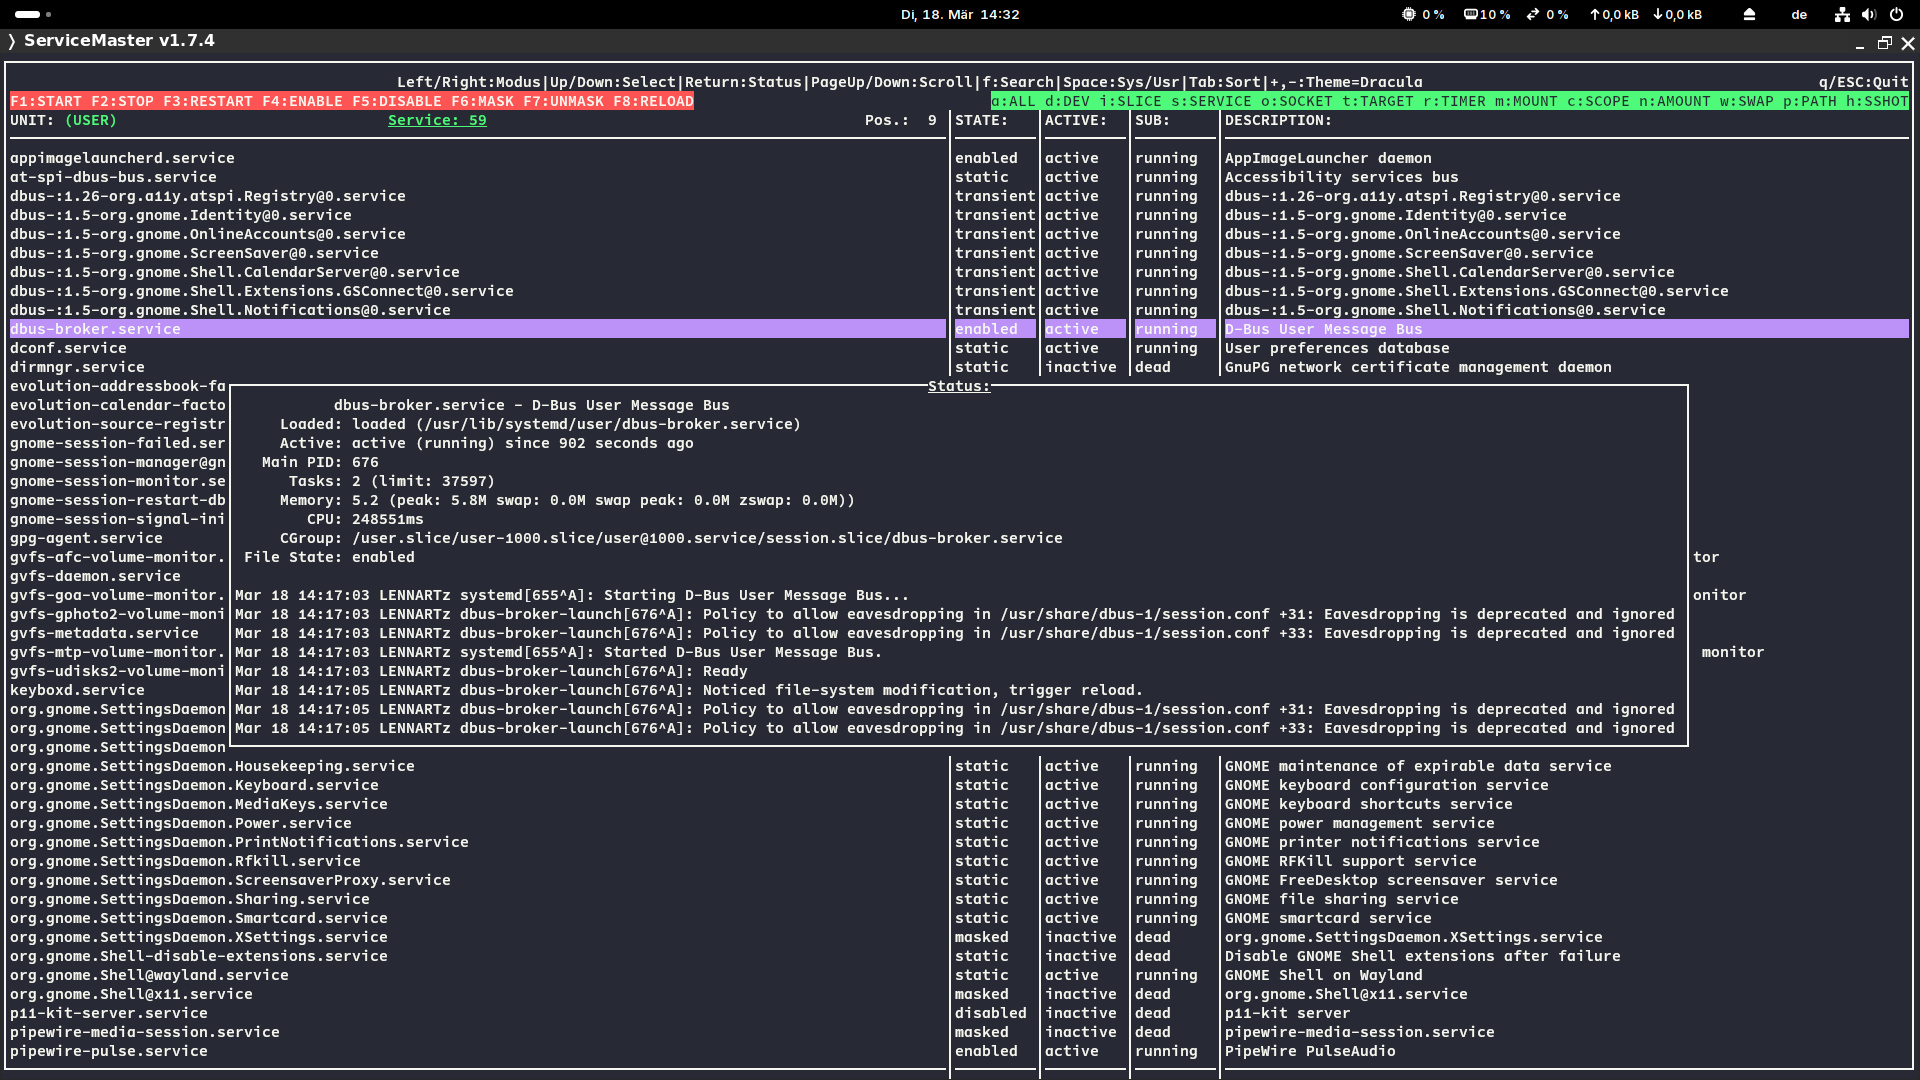 Di, 18. Mär 14:32
0 % 10 % 0 % 0,0 kB 0,0 kB de
❭ ServiceMaster v1.7.4
Left/Right:Modus|Up/Down:Select|Return:Status|PageUp/Down:Scroll|f:Search|Space:Sys/Usr|Tab:Sort|+,-:Theme=Dracula q/ESC:Quit
F1:START F2:STOP F3:RESTART F4:ENABLE F5:DISABLE F6:MASK F7:UNMASK F8:RELOAD a:ALL d:DEV i:SLICE s:SERVICE o:SOCKET t:TARGET r:TIMER m:MOUNT c:SCOPE n:AMOUNT w:SWAP p:PATH h:SSHOT
UNIT: (USER) Service: 59 Pos.: 9 STATE: ACTIVE: SUB: DESCRIPTION:
appimagelauncherd.service enabled active running AppImageLauncher daemon
at-spi-dbus-bus.service static active running Accessibility services bus
dbus-:1.26-org.a11y.atspi.Registry@0.service transient active running dbus-:1.26-org.a11y.atspi.Registry@0.service
dbus-:1.5-org.gnome.Identity@0.service transient active running dbus-:1.5-org.gnome.Identity@0.service
dbus-:1.5-org.gnome.OnlineAccounts@0.service transient active running dbus-:1.5-org.gnome.OnlineAccounts@0.service
dbus-:1.5-org.gnome.ScreenSaver@0.service transient active running dbus-:1.5-org.gnome.ScreenSaver@0.service
dbus-:1.5-org.gnome.Shell.CalendarServer@0.service transient active running dbus-:1.5-org.gnome.Shell.CalendarServer@0.service
dbus-:1.5-org.gnome.Shell.Extensions.GSConnect@0.service transient active running dbus-:1.5-org.gnome.Shell.Extensions.GSConnect@0.service
dbus-:1.5-org.gnome.Shell.Notifications@0.service transient active running dbus-:1.5-org.gnome.Shell.Notifications@0.service
dbus-broker.service enabled active running D-Bus User Message Bus
dconf.service static active running User preferences database
dirmngr.service static inactive dead GnuPG network certificate management daemon
evolution-addressbook-fa Status:
evolution-calendar-facto dbus-broker.service - D-Bus User Message Bus
evolution-source-registr Loaded: loaded (/usr/lib/systemd/user/dbus-broker.service)
gnome-session-failed.ser Active: active (running) since 902 seconds ago
gnome-session-manager@gn Main PID: 676
gnome-session-monitor.se Tasks: 2 (limit: 37597)
gnome-session-restart-db Memory: 5.2 (peak: 5.8M swap: 0.0M swap peak: 0.0M zswap: 0.0M))
gnome-session-signal-ini CPU: 248551ms
gpg-agent.service CGroup: /user.slice/user-1000.slice/user@1000.service/session.slice/dbus-broker.service
gvfs-afc-volume-monitor. File State: enabled tor
gvfs-daemon.service
gvfs-goa-volume-monitor. Mar 18 14:17:03 LENNARTz systemd[655^A]: Starting D-Bus User Message Bus... onitor
gvfs-gphoto2-volume-moni Mar 18 14:17:03 LENNARTz dbus-broker-launch[676^A]: Policy to allow eavesdropping in /usr/share/dbus-1/session.conf +31: Eavesdropping is deprecated and ignored
gvfs-metadata.service Mar 18 14:17:03 LENNARTz dbus-broker-launch[676^A]: Policy to allow eavesdropping in /usr/share/dbus-1/session.conf +33: Eavesdropping is deprecated and ignored
gvfs-mtp-volume-monitor. Mar 18 14:17:03 LENNARTz systemd[655^A]: Started D-Bus User Message Bus. monitor
gvfs-udisks2-volume-moni Mar 18 14:17:03 LENNARTz dbus-broker-launch[676^A]: Ready
keyboxd.service Mar 18 14:17:05 LENNARTz dbus-broker-launch[676^A]: Noticed file-system modification, trigger reload.
org.gnome.SettingsDaemon Mar 18 14:17:05 LENNARTz dbus-broker-launch[676^A]: Policy to allow eavesdropping in /usr/share/dbus-1/session.conf +31: Eavesdropping is deprecated and ignored
org.gnome.SettingsDaemon Mar 18 14:17:05 LENNARTz dbus-broker-launch[676^A]: Policy to allow eavesdropping in /usr/share/dbus-1/session.conf +33: Eavesdropping is deprecated and ignored
org.gnome.SettingsDaemon
org.gnome.SettingsDaemon.Housekeeping.service static active running GNOME maintenance of expirable data service
org.gnome.SettingsDaemon.Keyboard.service static active running GNOME keyboard configuration service
org.gnome.SettingsDaemon.MediaKeys.service static active running GNOME keyboard shortcuts service
org.gnome.SettingsDaemon.Power.service static active running GNOME power management service
org.gnome.SettingsDaemon.PrintNotifications.service static active running GNOME printer notifications service
org.gnome.SettingsDaemon.Rfkill.service static active running GNOME RFKill support service
org.gnome.SettingsDaemon.ScreensaverProxy.service static active running GNOME FreeDesktop screensaver service
org.gnome.SettingsDaemon.Sharing.service static active running GNOME file sharing service
org.gnome.SettingsDaemon.Smartcard.service static active running GNOME smartcard service
org.gnome.SettingsDaemon.XSettings.service masked inactive dead org.gnome.SettingsDaemon.XSettings.service
org.gnome.Shell-disable-extensions.service static inactive dead Disable GNOME Shell extensions after failure
org.gnome.Shell@wayland.service static active running GNOME Shell on Wayland
org.gnome.Shell@x11.service masked inactive dead org.gnome.Shell@x11.service
p11-kit-server.service disabled inactive dead p11-kit server
pipewire-media-session.service masked inactive dead pipewire-media-session.service
pipewire-pulse.service enabled active running PipeWire PulseAudio